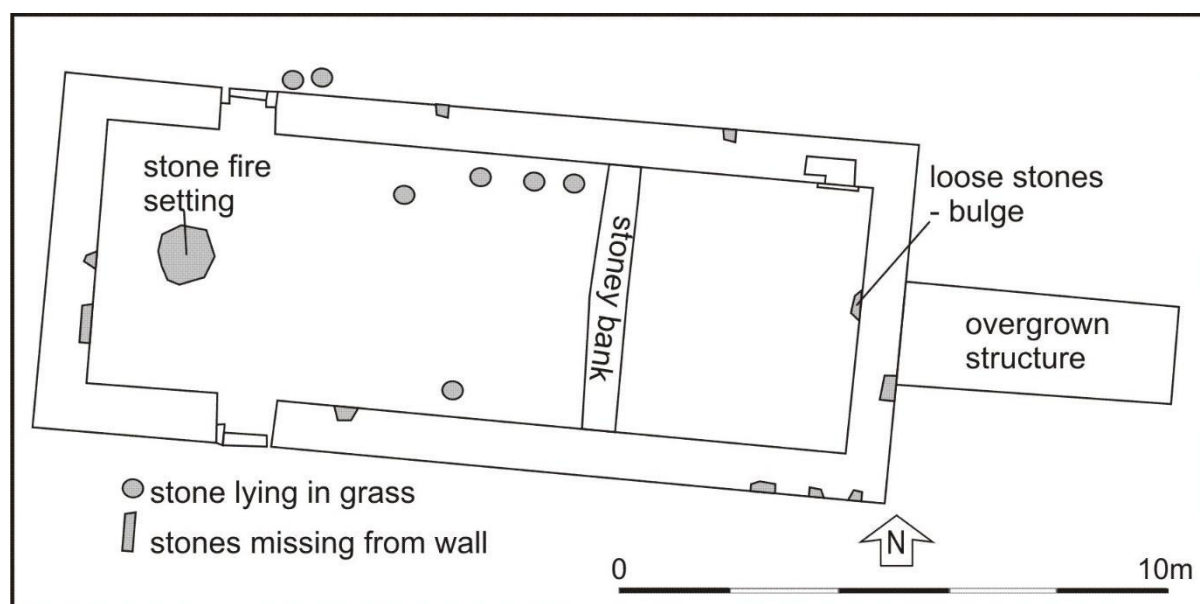 stone fire
setting
loose stones
- bulge
stoney bank
overgrown
structure
stone lying in grass
stones missing from wall
N
0
10m